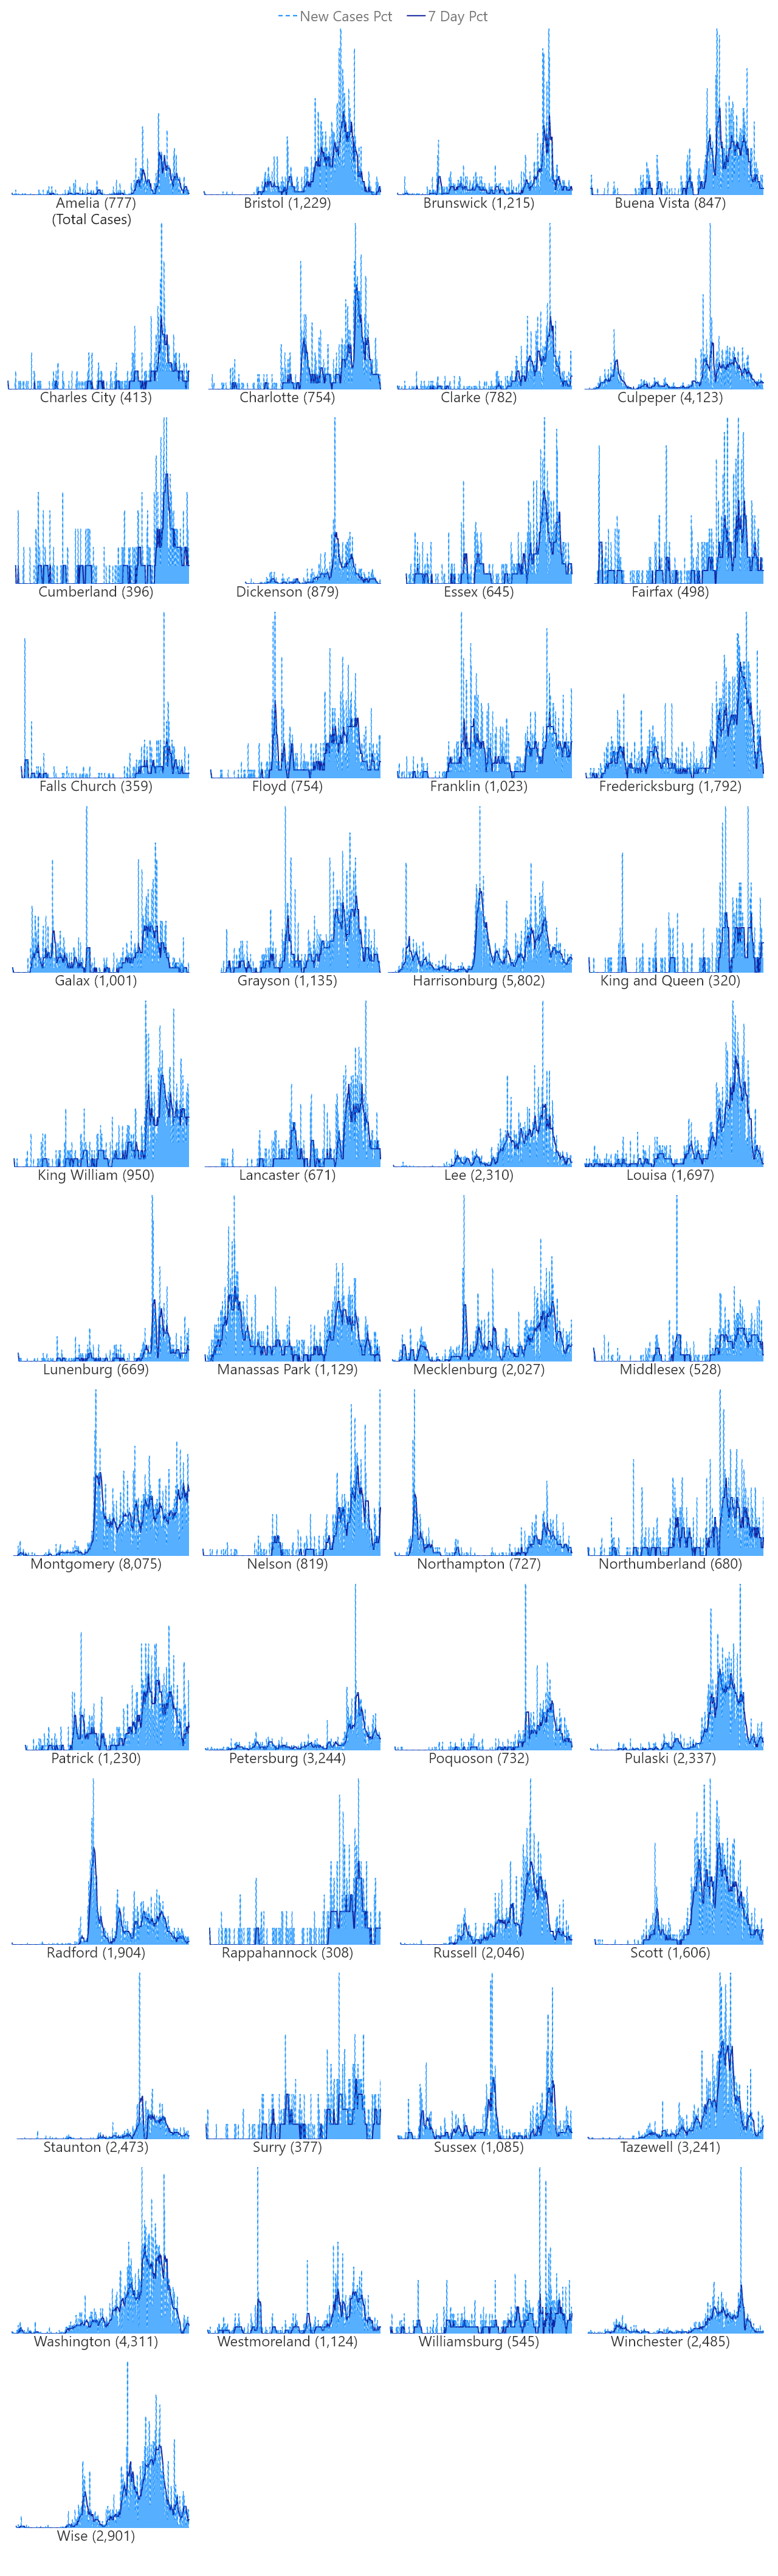 New Cases Pct 7 Day Pct
Amelia (777) Bristol (1,229) Brunswick (1,215) Buena Vista (847)
(Total Cases)
Charles City (413) Charlotte (754) Clarke (782) Culpeper (4,123)
Cumberland (396) Dickenson (879) Essex (645) Fairfax (498)
Falls Church (359) Floyd (754) Franklin (1,023) Fredericksburg (1,792)
Galax (1,001) Grayson (1,135) Harrisonburg (5,802) King and Queen (320)
King William (950) Lancaster (671) Lee (2,310) Louisa (1,697)
Lunenburg (669) Manassas Park (1,129) Mecklenburg (2,027) Middlesex (528)
Montgomery (8,075) Nelson (819) Northampton (727) Northumberland (680)
Patrick (1,230) Petersburg (3,244) Poquoson (732) Pulaski (2,337)
Radford (1,904) Rappahannock (308) Russell (2,046) Scott (1,606)
Staunton (2,473) Surry (377) Sussex (1,085) Tazewell (3,241)
Washington (4,311) Westmoreland (1,124) Williamsburg (545) Winchester (2,485)
Wise (2,901)